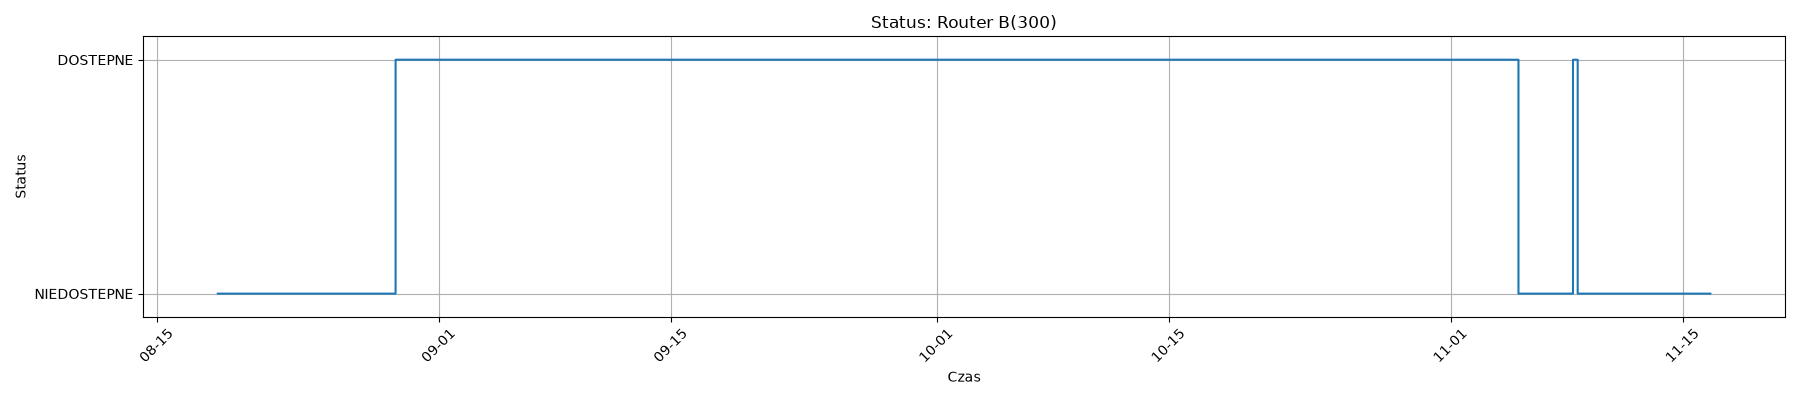 Status: Router B(300)
DOSTEPNE
NIEDOSTEPNE
Status
08-15
09-01
09-15
10-01
10-15
11-01
11-15
Czas